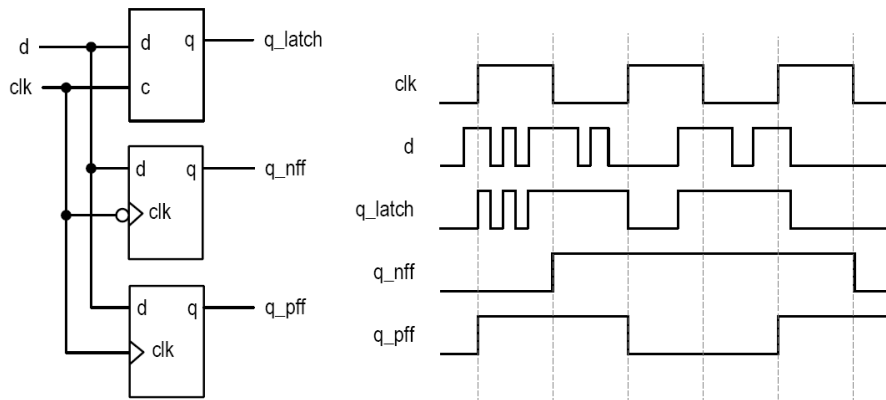 d
clk
d
q
q_latch
c
d
q
q_nff
clk
d
q
q_pff
clk
clk
d
q_latch
q_nff
q_pff